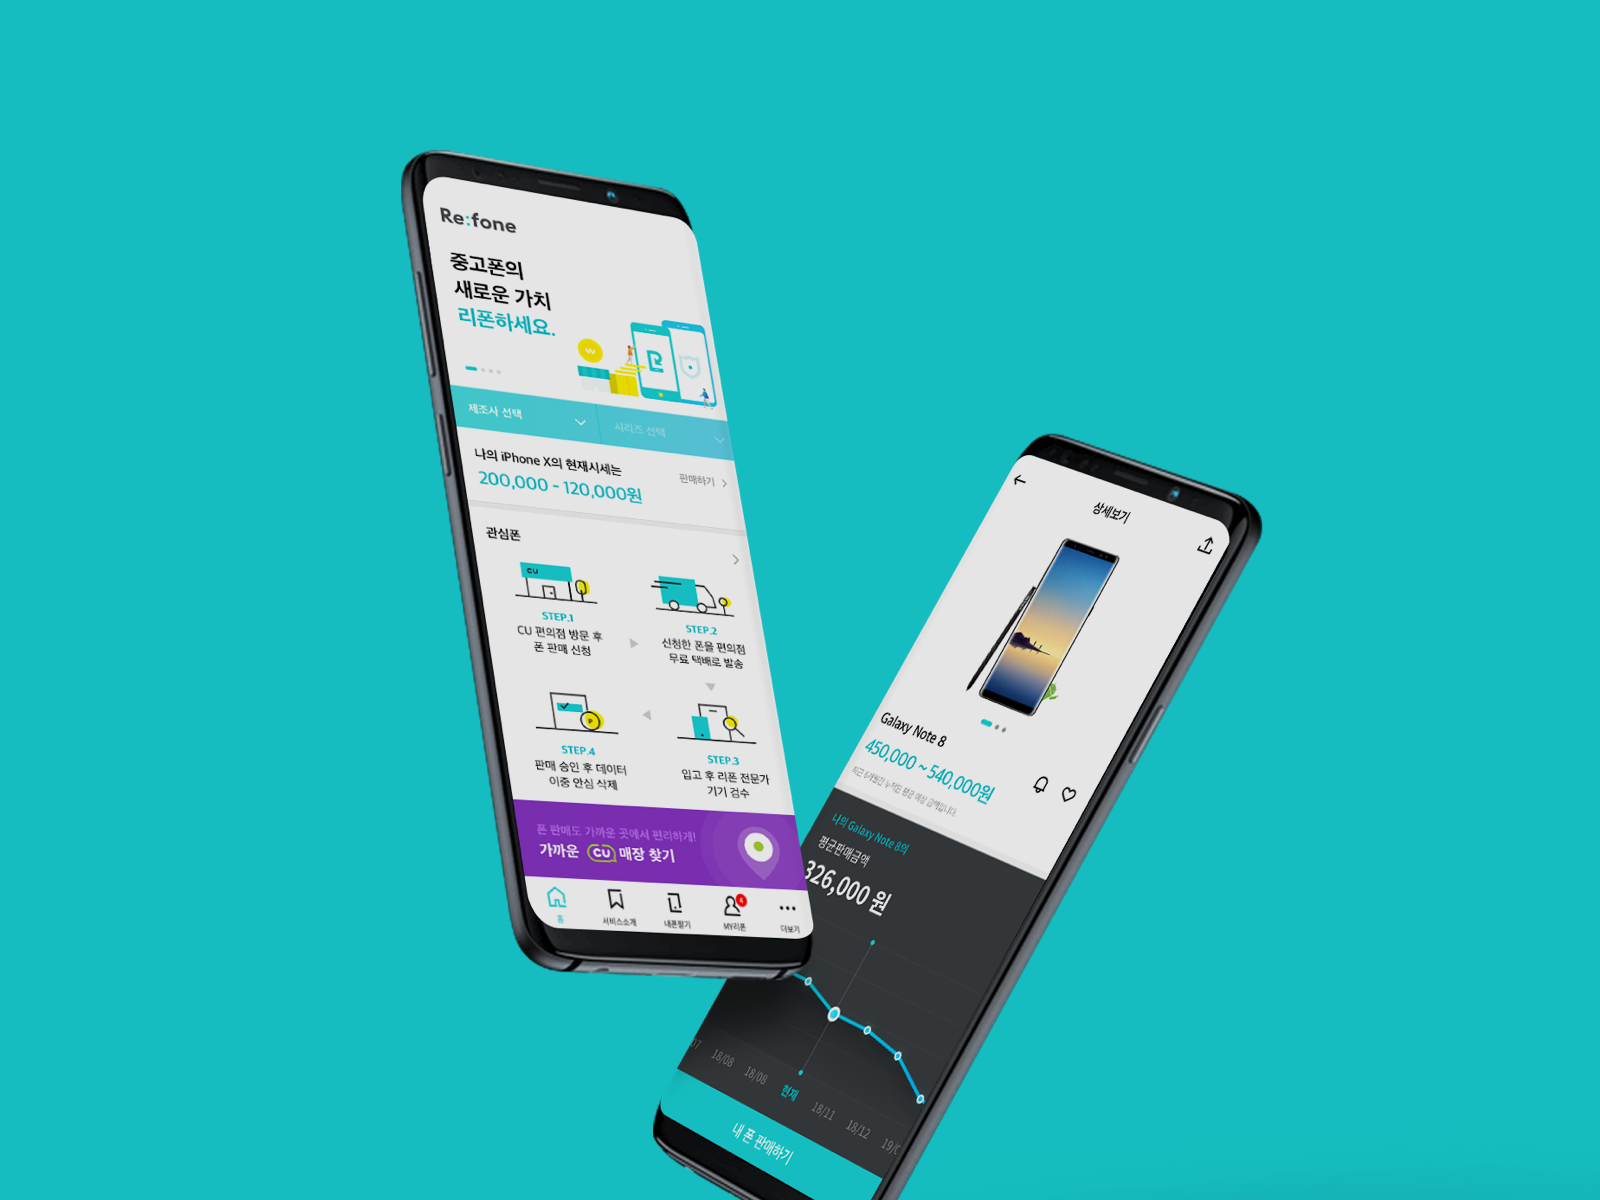 Re:fone
중고폰의
새로운 가치
리폰하세요.
제조사 선택
시리즈 선택
나의 iPhone X의 현재시세는
200,000 - 120,000원
판매하기
관심폰
CU
STEP.1
CU 편의점 방문 후
폰 판매 신청
STEP.2
신청한 폰을 편의점
무료 택배로 발송
STEP.4
판매 승인 후 데이터
이중 안심 삭제
STEP.3
입고 후 리폰 전문가
기기 검수
폰 판매도 가까운 곳에서 편리하게!
가까운 CU 매장 찾기
홈
서비스소개
내폰팔기
MY리폰
더보기
상세보기
Galaxy Note 8
450,000 ~ 540,000원
최근 6개월간 누적된 평균 예상 금액입니다.
나의 Galaxy Note 8의
평균판매금액
326,000 원
07
18/08
18/08
현재
18/11
18/12
내 폰 판매하기